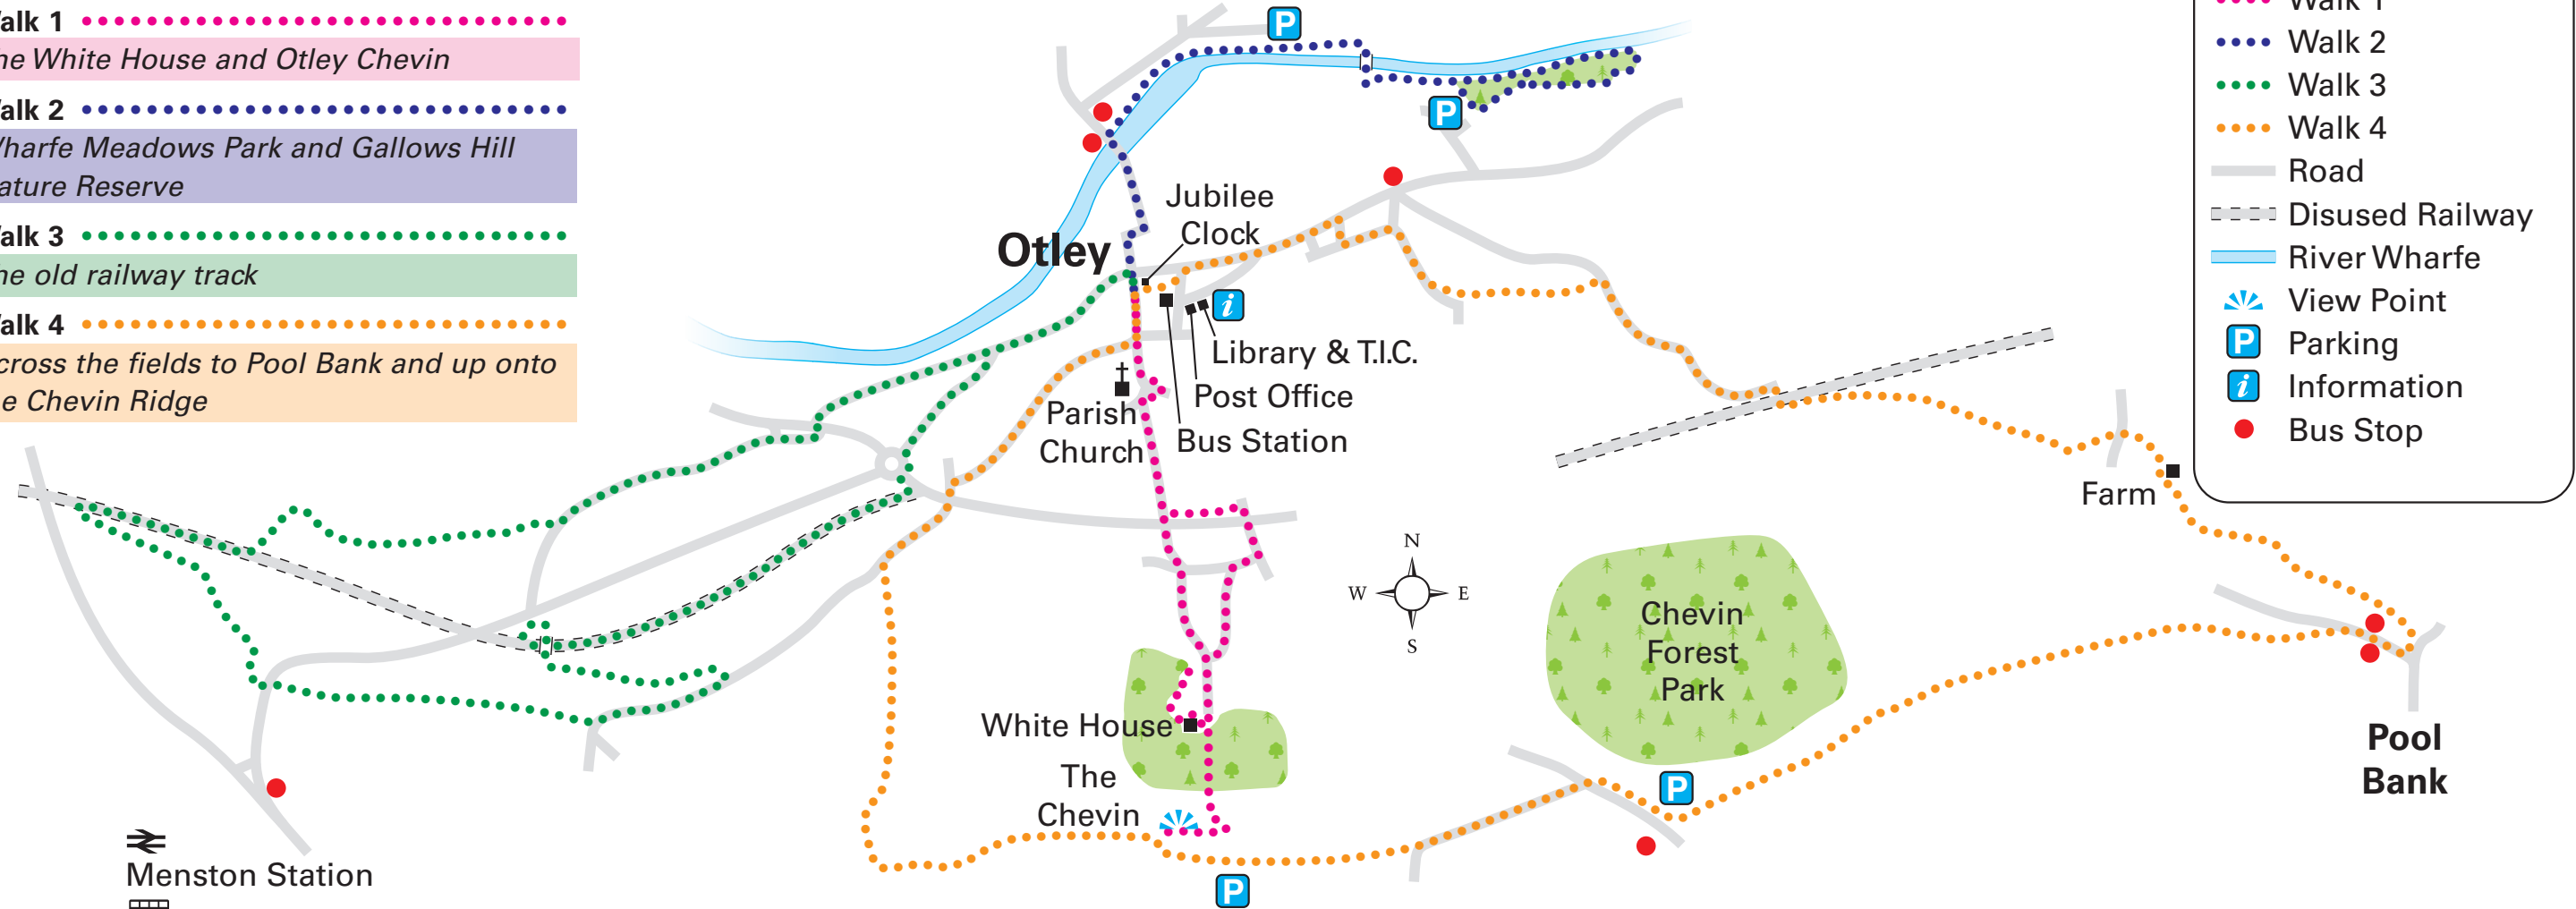 alk 1
he White House and Otley Chevin
alk 2
harfe Meadows Park and Gallows Hill
ature Reserve
alk 3
he old railway track
alk 4
cross the fields to Pool Bank and up onto
e Chevin Ridge
P
P
Jubilee
Clock
Otley
i
Library & T.I.C.
Post Office
Bus Station
Parish
Church
N
W
E
S
Chevin
Forest
Park
White House
The
Chevin
P
P
Menston Station
Farm
Pool
Bank
Walk 1
Walk 2
Walk 3
Walk 4
Road
Disused Railway
River Wharfe
View Point
P Parking
i Information
Bus Stop